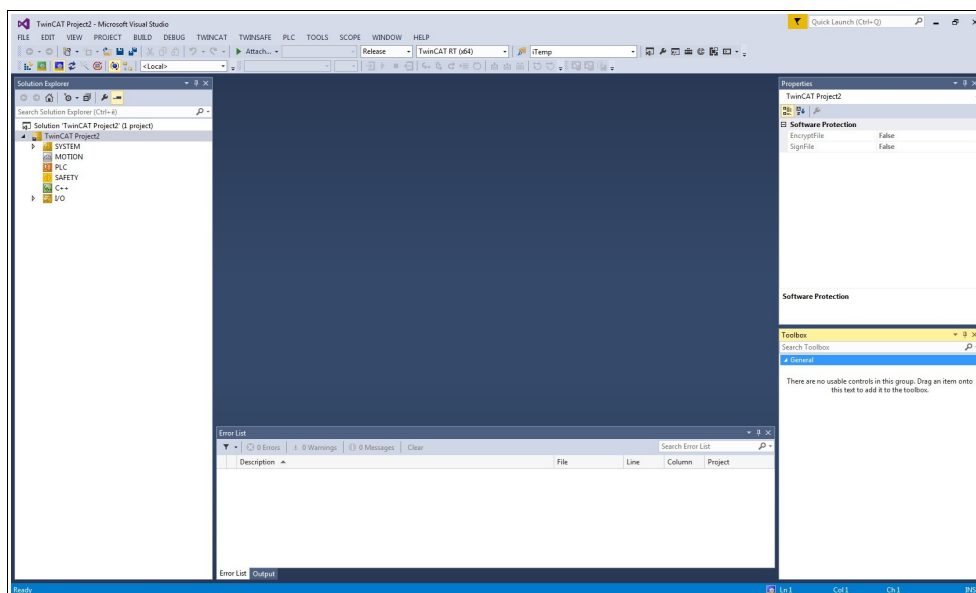 TwinCAT Project2 - Microsoft Visual Studio
Quick Launch (Ctrl+Q)
FILE EDIT VIEW PROJECT BUILD DEBUG TWINCAT TWINSAFE PLC TOOLS SCOPE WINDOW HELP
Attach... Release TwinCAT RT (x64) iTemp
<Local>
Solution Explorer
Search Solution Explorer (Ctrl+è)
Solution 'TwinCAT Project2' (1 project)
TwinCAT Project2
SYSTEM
MOTION
PLC
SAFETY
C++
I/O
Properties
TwinCAT Project2
Software Protection
EncryptFile False
SignFile False
Software Protection
Toolbox
Search Toolbox
General
There are no usable controls in this group. Drag an item onto
this text to add it to the toolbox.
Error List
0 Errors 0 Warnings 0 Messages Clear Search Error List
Description File Line Column Project
Error List Output
Ready Ln 1 Col 1 Ch 1 INS